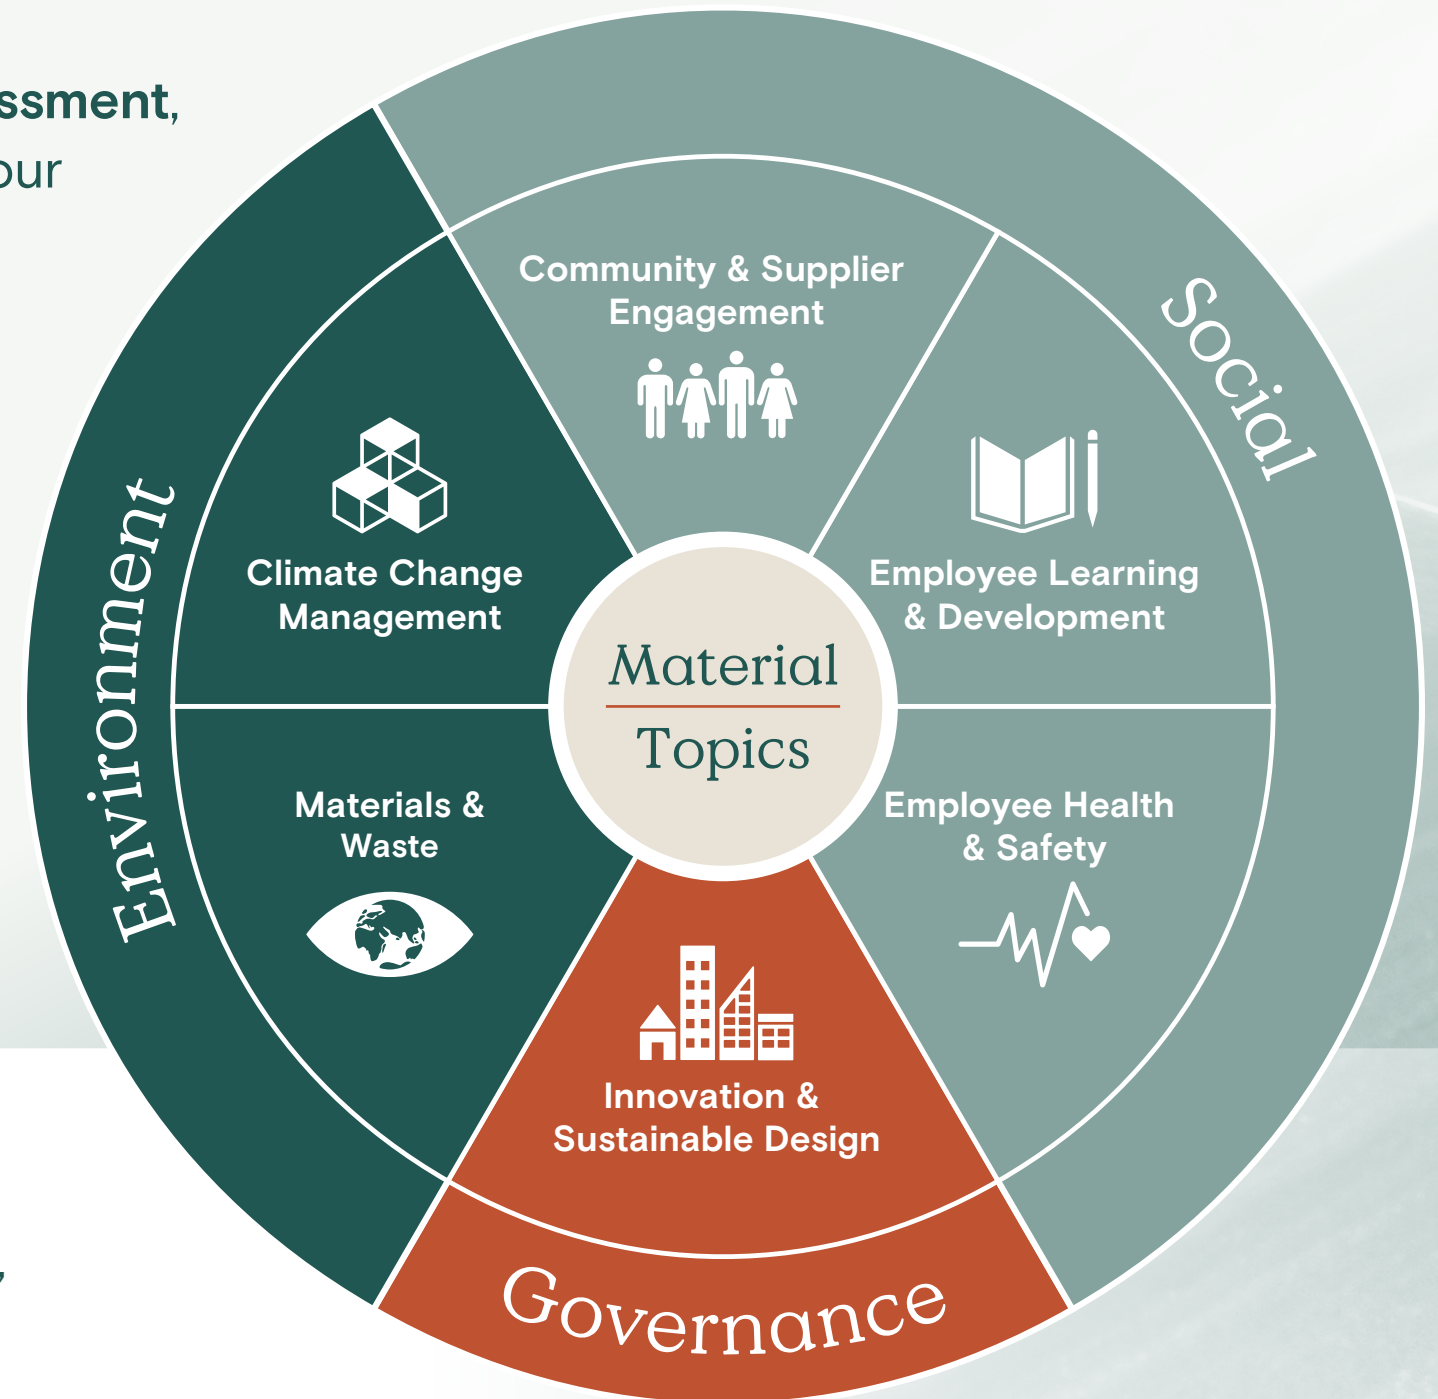 ssment,
our
Community & Supplier
Engagement
Social
Climate Change
Management
Employee Learning
& Development
Environment
Material
Topics
Materials &
Waste
Employee Health
& Safety
Innovation &
Sustainable Design
Governance